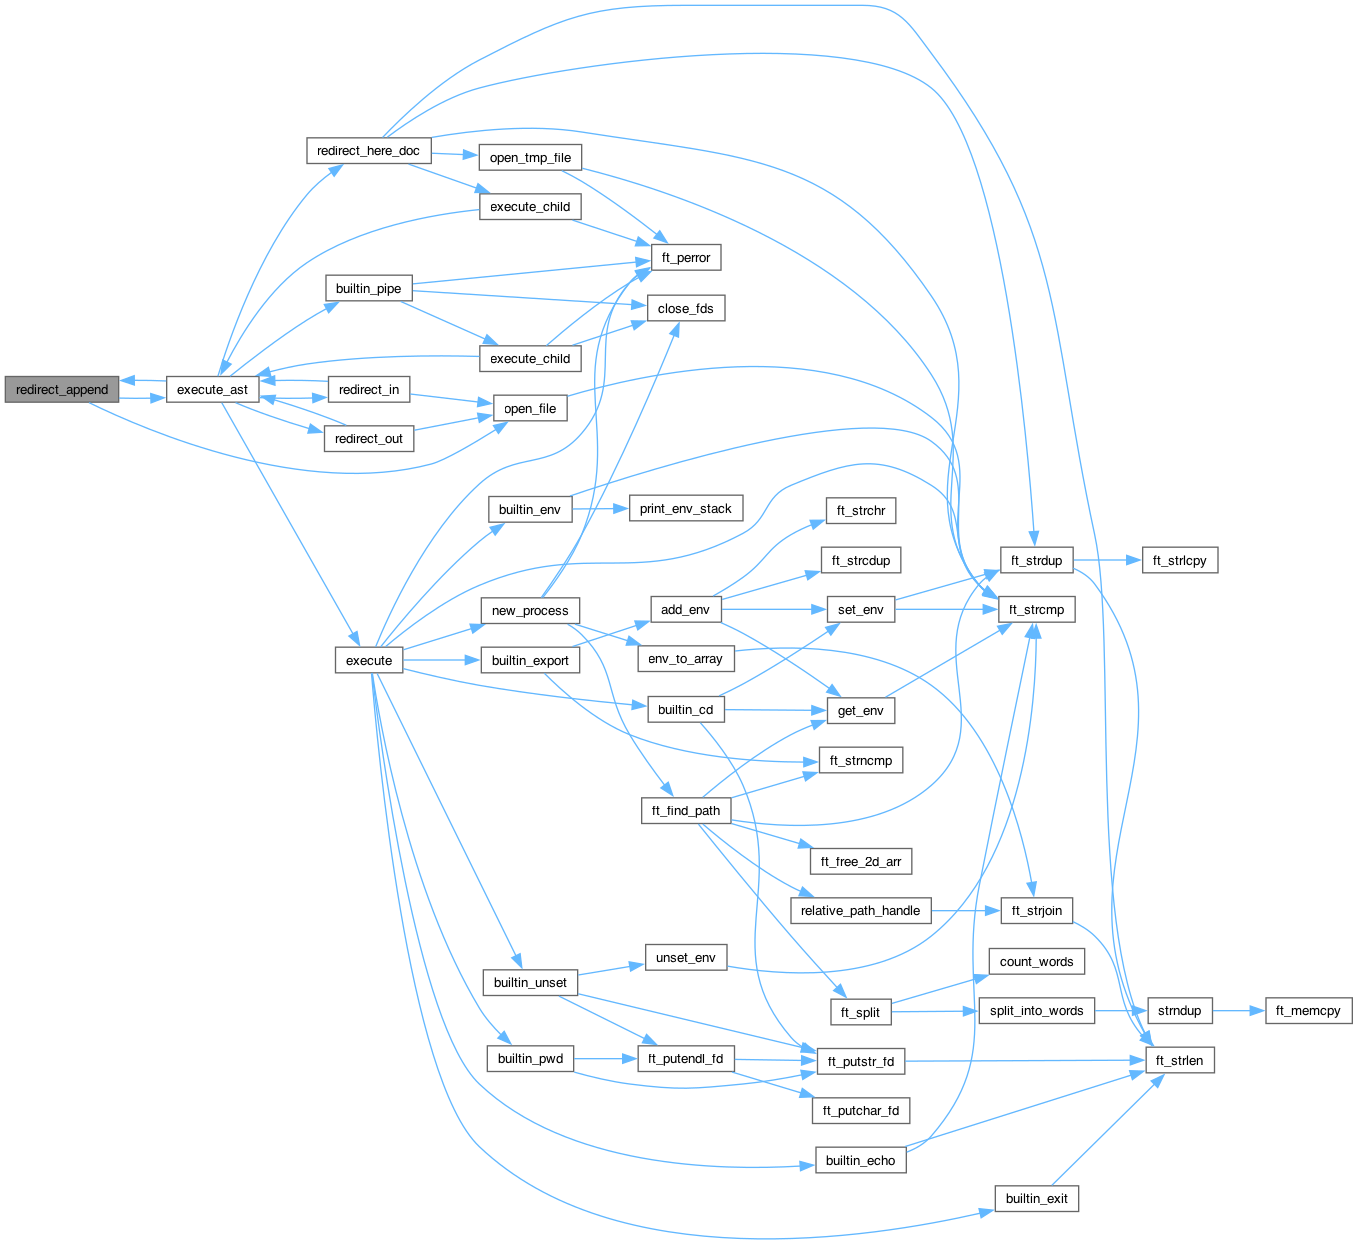 redirect_here_doc
open_tmp_file
execute_child
ft_perror
builtin_pipe
close_fds
execute_child
redirect_append
execute_ast
redirect_in
open_file
redirect_out
builtin_env
print_env_stack
ft_strchr
ft_strcdup
ft_strdup
ft_strlcpy
new_process
add_env
set_env
ft_strcmp
execute
builtin_export
env_to_array
builtin_cd
get_env
ft_strncmp
ft_find_path
ft_free_2d_arr
relative_path_handle
ft_strjoin
unset_env
count_words
builtin_unset
ft_split
split_into_words
strndup
ft_memcpy
builtin_pwd
ft_putendl_fd
ft_putstr_fd
ft_strlen
ft_putchar_fd
builtin_echo
builtin_exit